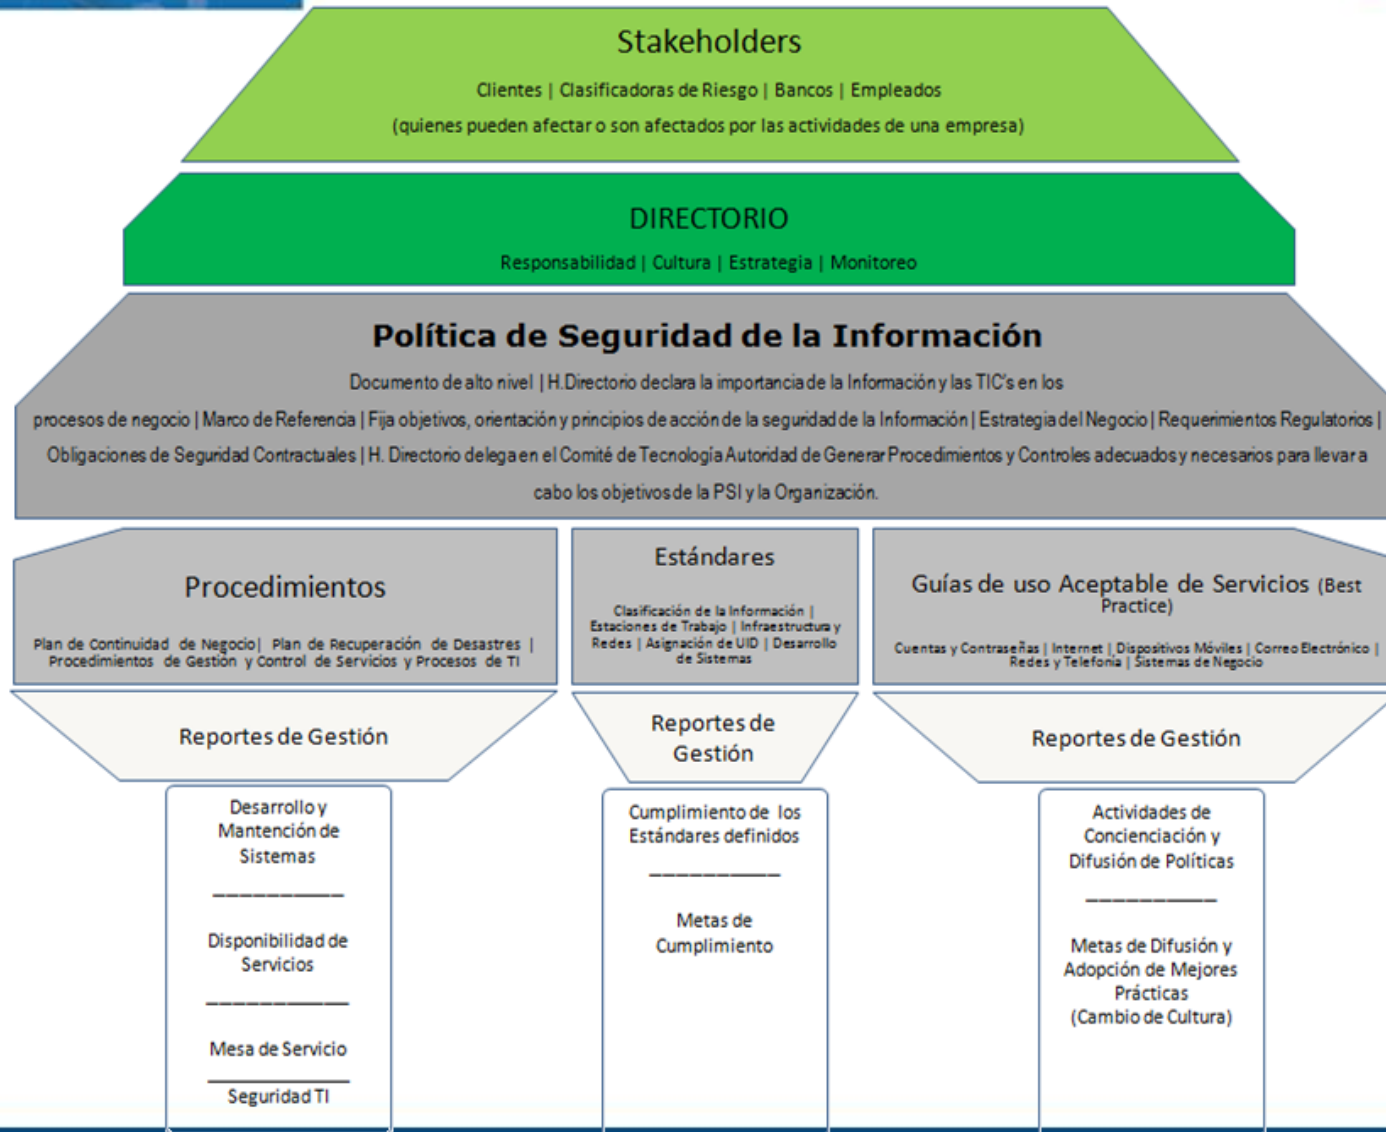 Stakeholders
Clientes | Clasificadoras de Riesgo | Bancos | Empleados
(quienes pueden afectar o son afectados por las actividades de una empresa)
DIRECTORIO
Responsabilidad | Cultura | Estrategia | Monitoreo
Política de Seguridad de la Información
Documento de alto nivel | H.Directorio declara la importancia de la Información y las TIC's en los
procesos de negocio | Marco de Referencia | Fija objetivos, orientación y principios de acción de la seguridad de la Información | Estrategia del Negocio | Requerimientos Regulatorios |
Obligaciones de Seguridad Contractuales | H. Directorio delega en el Comité de Tecnología Autoridad de Generar Procedimientos y Controles adecuados y necesarios para llevar a
cabo los objetivos de la PSI y la Organización.
Procedimientos
Plan de Continuidad de Negocio| Plan de Recuperación de Desastres |
Procedimientos de Gestión y Control de Servicios y Procesos de TI
Estándares
Clasificación de la Información |
Estaciones de Trabajo | Infraestructura y
Redes | Asignación de UID | Desarrollo
de Sistemas
Guías de uso Aceptable de Servicios (Best
Practice)
Cuentas y Contraseñas | Internet | Dispositivos Móviles | Correo Electrónico |
Redes y Telefonía | Sistemas de Negocio
Reportes de Gestión
Desarrollo y
Mantención de
Sistemas
Disponibilidad de
Servicios
Mesa de Servicio
Seguridad TI
Reportes de
Gestión
Cumplimiento de los
Estándares definidos
Metas de
Cumplimiento
Reportes de Gestión
Actividades de
Concienciación y
Difusión de Políticas
Metas de Difusión y
Adopción de Mejores
Prácticas
(Cambio de Cultura)